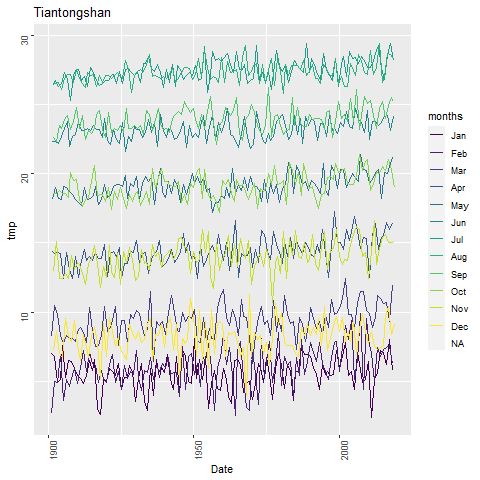 Tiantongshan
30
20
10
tmp
1900
1950
2000
Date
months
Jan
Feb
Mar
Apr
May
Jun
Jul
Aug
Sep
Oct
Nov
Dec
NA